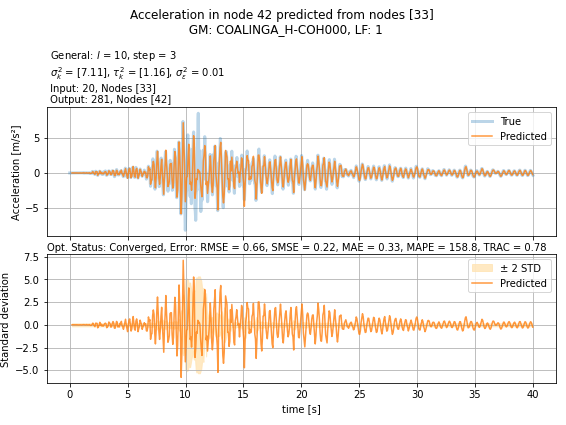 Acceleration in node 42 predicted from nodes [33]
GM: COALINGA_H-COH000, LF: 1
General: l = 10, step = 3
σ²ₖ = [7.11], τ²ₖ = [1.16], σ²ᵣ = 0.01
Input: 20, Nodes [33]
Output: 281, Nodes [42]
Acceleration [m/s²]
5
0
−5
True
Predicted
Opt. Status: Converged, Error: RMSE = 0.66, SMSE = 0.22, MAE = 0.33, MAPE = 158.8, TRAC = 0.78
Standard deviation
7.5
5.0
2.5
0.0
−2.5
−5.0
± 2 STD
Predicted
0 5 10 15 20 25 30 35 40
time [s]